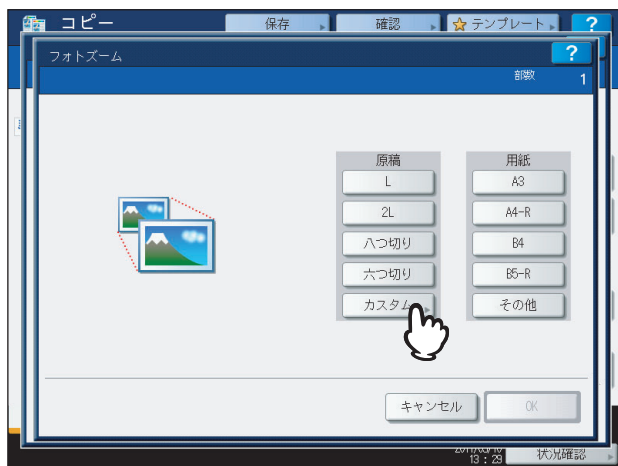 コピー 保存 確認 テンプレート ?
フォトズーム ?
部数 1
原稿 用紙
L A3
2L A4-R
八つ切り B4
六つ切り B5-R
カスタム その他
キャンセル OK
13 : 29 状況確認